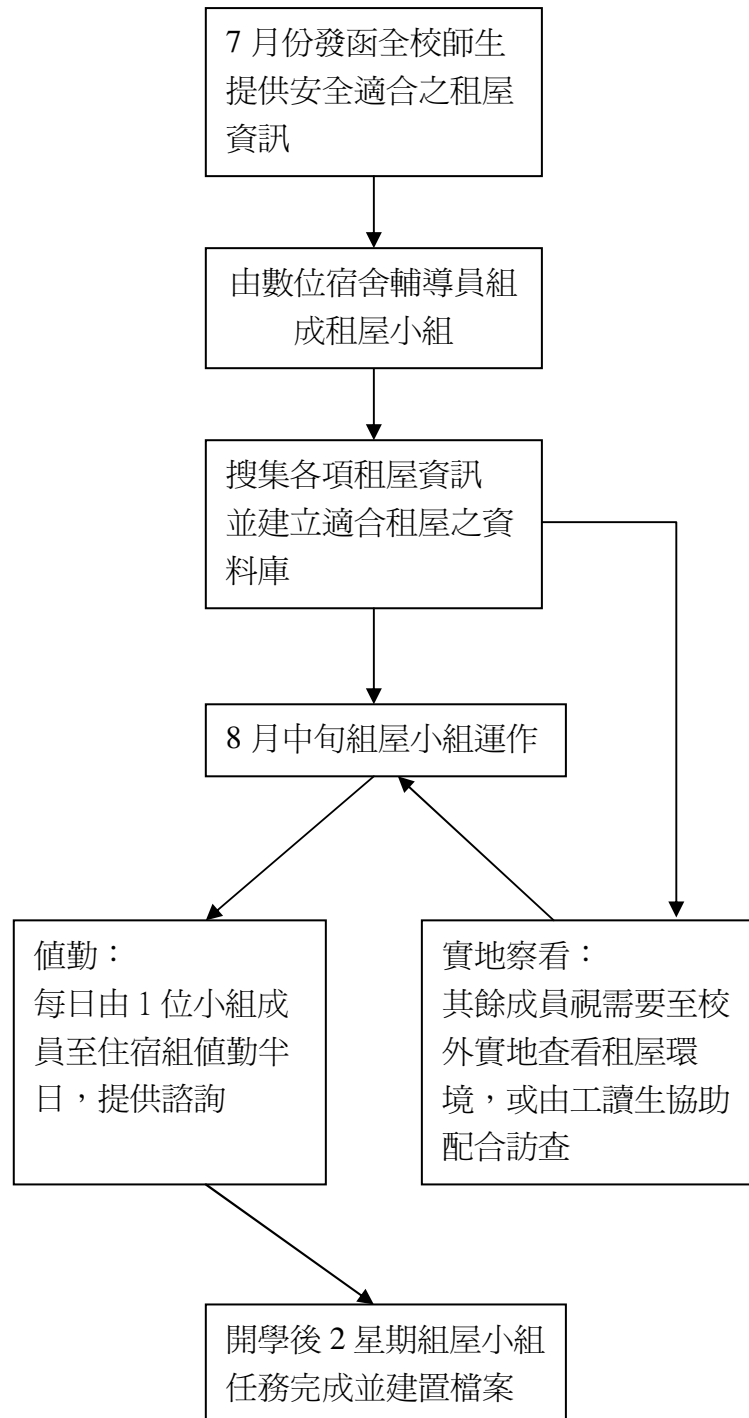 7 月份發函全校師生
提供安全適合之租屋
資訊
由數位宿舍輔導員組
成租屋小組
搜集各項租屋資訊
並建立適合租屋之資
料庫
8 月中旬組屋小組運作
值勤：
每日由 1 位小組成
員至住宿組值勤半
日，提供諮詢
實地察看：
其餘成員視需要至校
外實地查看租屋環
境，或由工讀生協助
配合訪查
開學後 2 星期組屋小組
任務完成並建置檔案